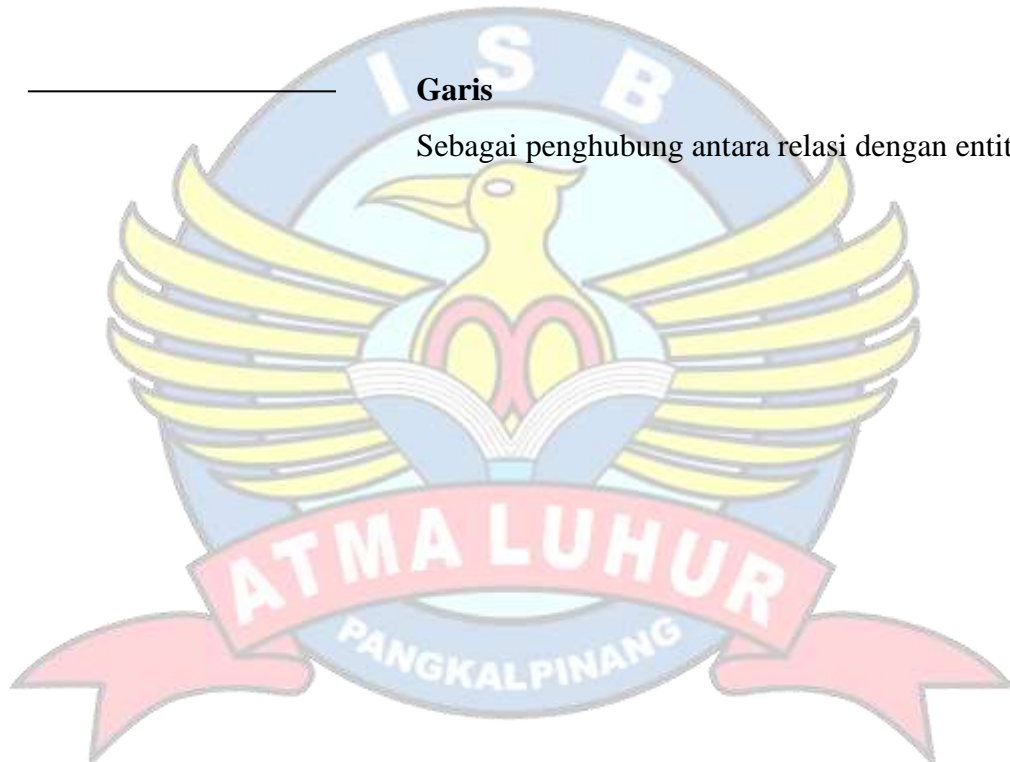 I S B
Garis
Sebagai penghubung antara relasi dengan entit
ATMA LUHUR
PANGKALPINANG